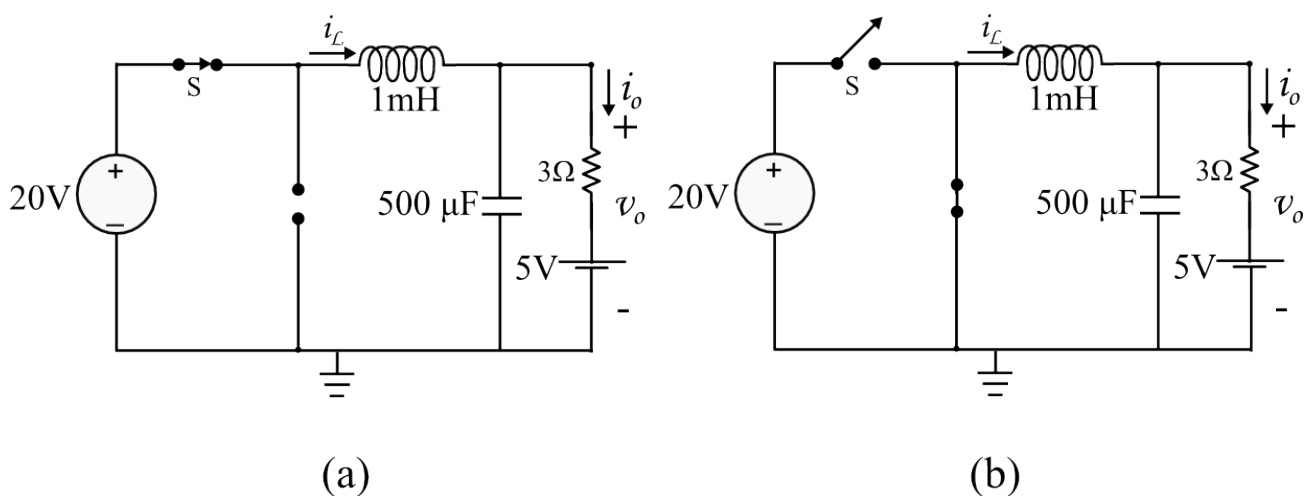 i_L
S
1mH
i_o
+
3Ω
20V
+
−
500 μF
v_o
5V
-
(a)
i_L
S
1mH
i_o
+
3Ω
20V
+
−
500 μF
v_o
5V
-
(b)